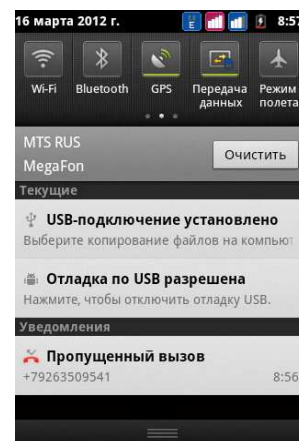 16 марта 2012 г. E 8:57
Wi-Fi Bluetooth GPS Передача данных Режим полета
MTS RUS
MegaFon
Очистить
Текущие
USB-подключение установлено
Выберите копирование файлов на компьют
Отладка по USB разрешена
Нажмите, чтобы отключить отладку USB.
Уведомления
Пропущенный вызов
+79263509541 8:56